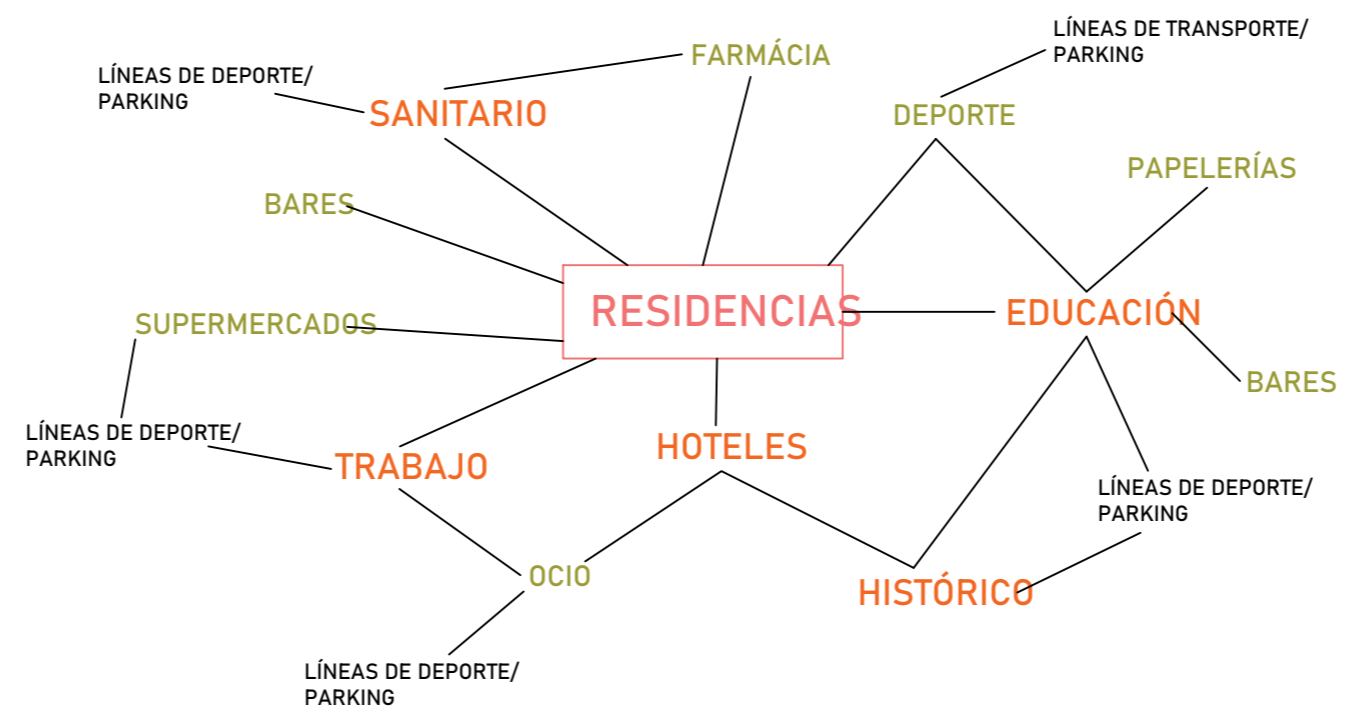 LÍNEAS DE TRANSPORTE/
PARKING
FARMÁCIA
LÍNEAS DE DEPORTE/
PARKING
SANITARIO
DEPORTE
PAPELERÍAS
BARES
RESIDENCIAS
EDUCACIÓN
SUPERMERCADOS
BARES
LÍNEAS DE DEPORTE/
PARKING
TRABAJO
HOTELES
LÍNEAS DE DEPORTE/
PARKING
OCIO
HISTÓRICO
LÍNEAS DE DEPORTE/
PARKING